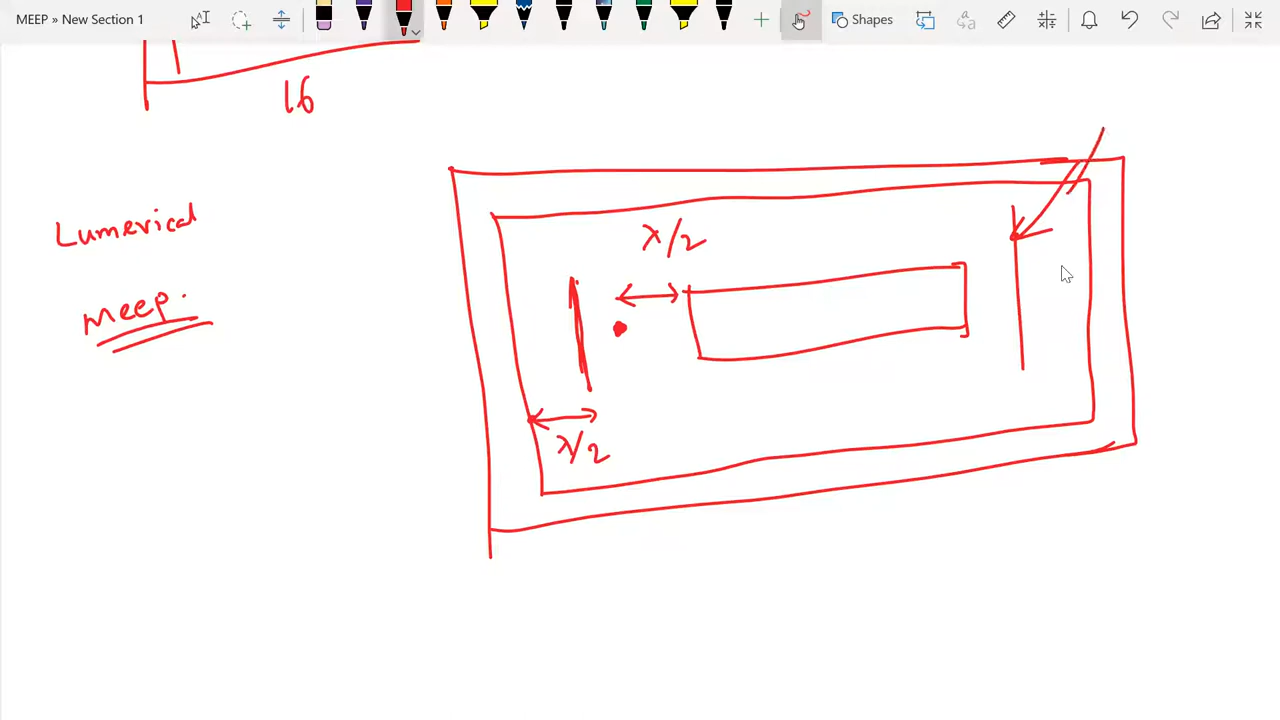 MEEP » New Section 1
Shapes
16
Lumerical
Meep.
λ/2
λ/2